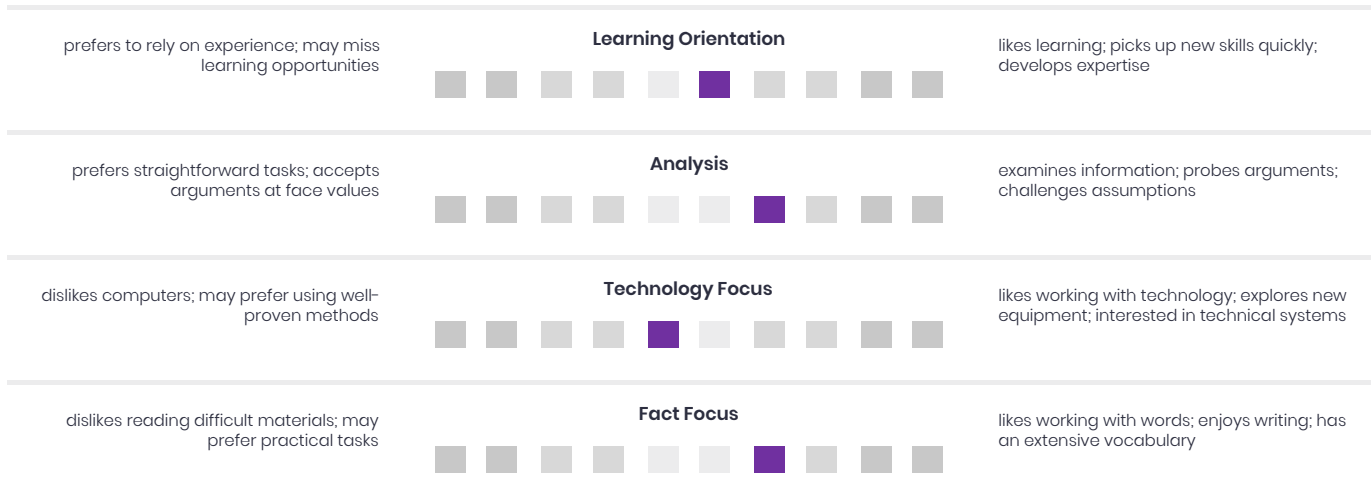 Learning Orientation
prefers to rely on experience; may miss
learning opportunities
likes learning; picks up new skills quickly;
develops expertise
Analysis
prefers straightforward tasks; accepts
arguments at face values
examines information; probes arguments;
challenges assumptions
Technology Focus
dislikes computers; may prefer using well-
proven methods
likes working with technology; explores new
equipment; interested in technical systems
Fact Focus
dislikes reading difficult materials; may
prefer practical tasks
likes working with words; enjoys writing; has
an extensive vocabulary